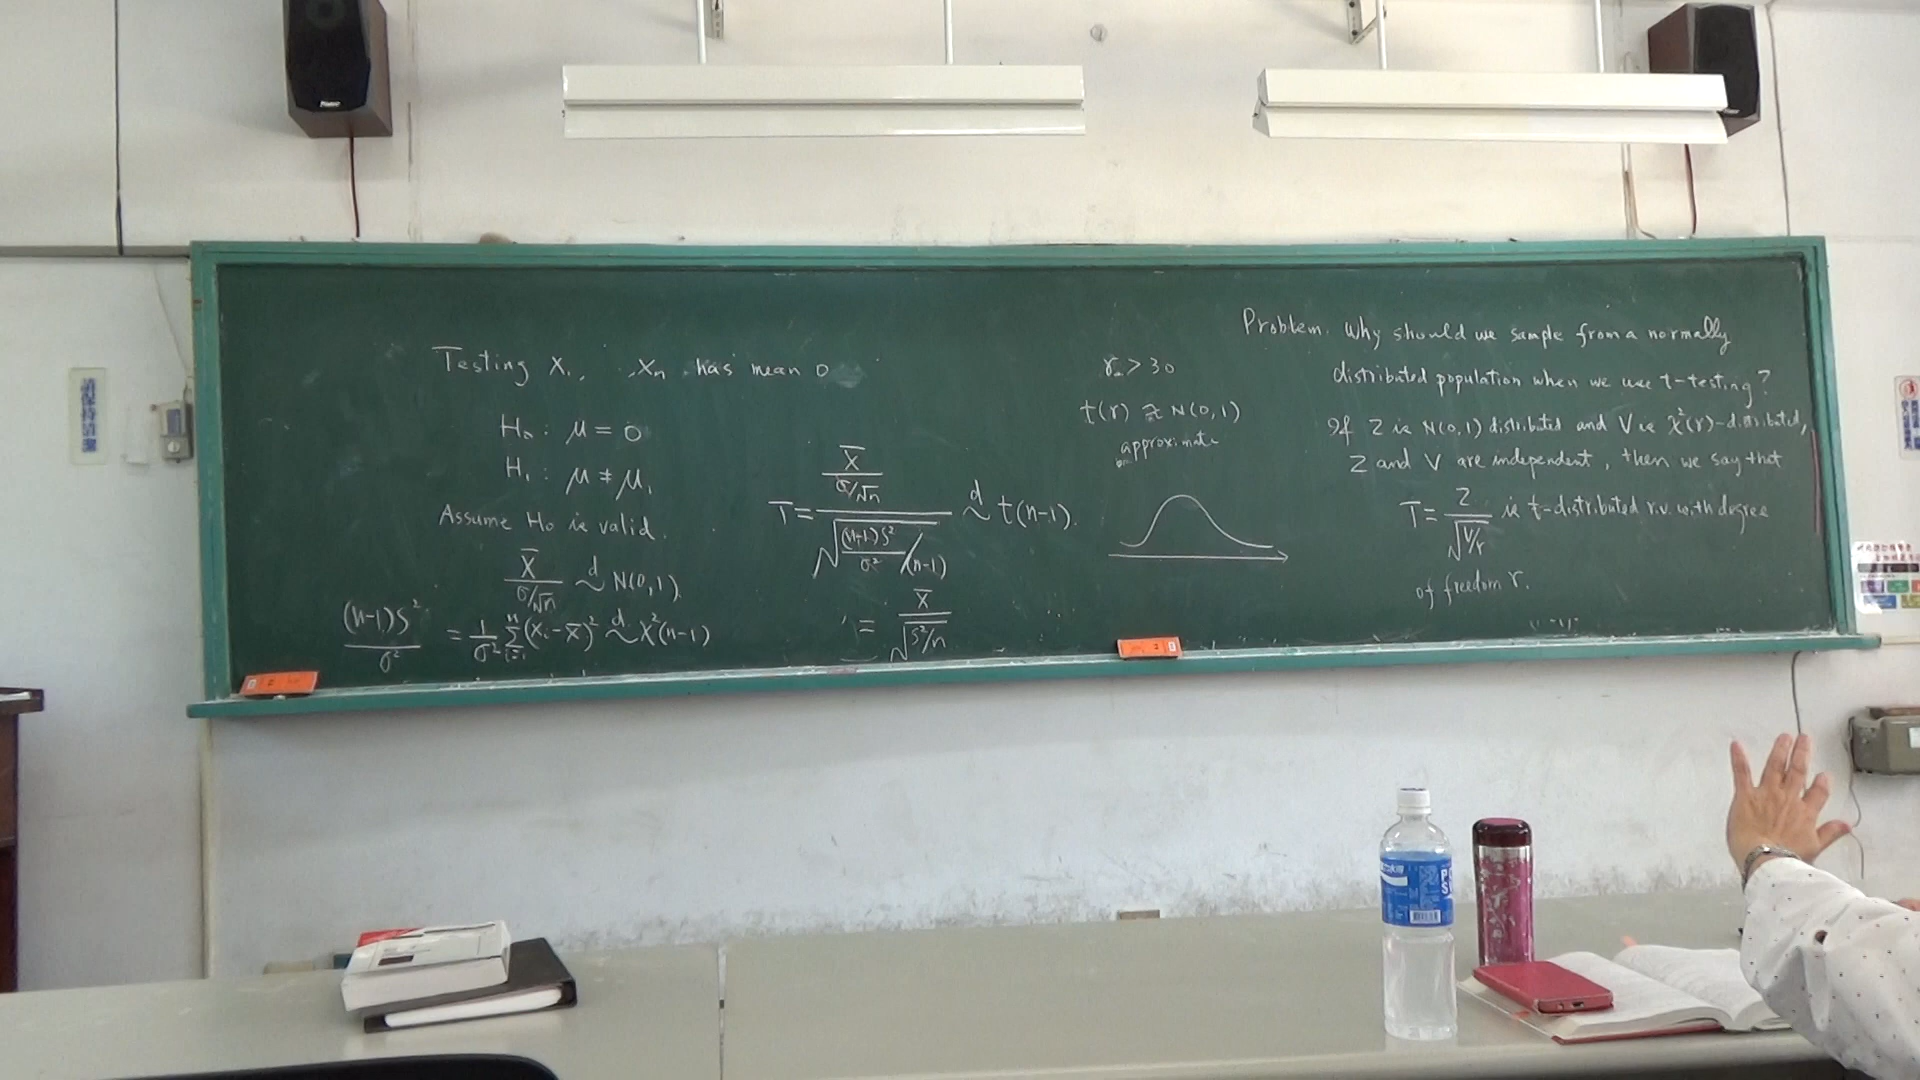 Testing X₁, ,Xₙ has mean 0
H₀ : μ = 0
H₁ : μ ≠ μ₁
Assume H₀ is valid.
X̄/(σ/√n) ~ᵈ N(0,1)
(n-1)S²/σ² = 1/σ² Σᵢ₌₁ⁿ(Xᵢ-X̄)² ~ᵈ χ²(n-1)
T = (X̄/(σ/√n)) / √((n-1)S²/σ² /(n-1)) ~ᵈ t(n-1).
= X̄/√(S²/n)
r > 30
t(r) ≈ N(0,1)
approximate
Problem. Why should we sample from a normally
distributed population when we use t-testing?
If Z is N(0,1) distributed and V is χ²(r)-distributed,
Z and V are independent, then we say that
T = Z/√(V/r) is t-distributed r.v. with degree
of freedom r.